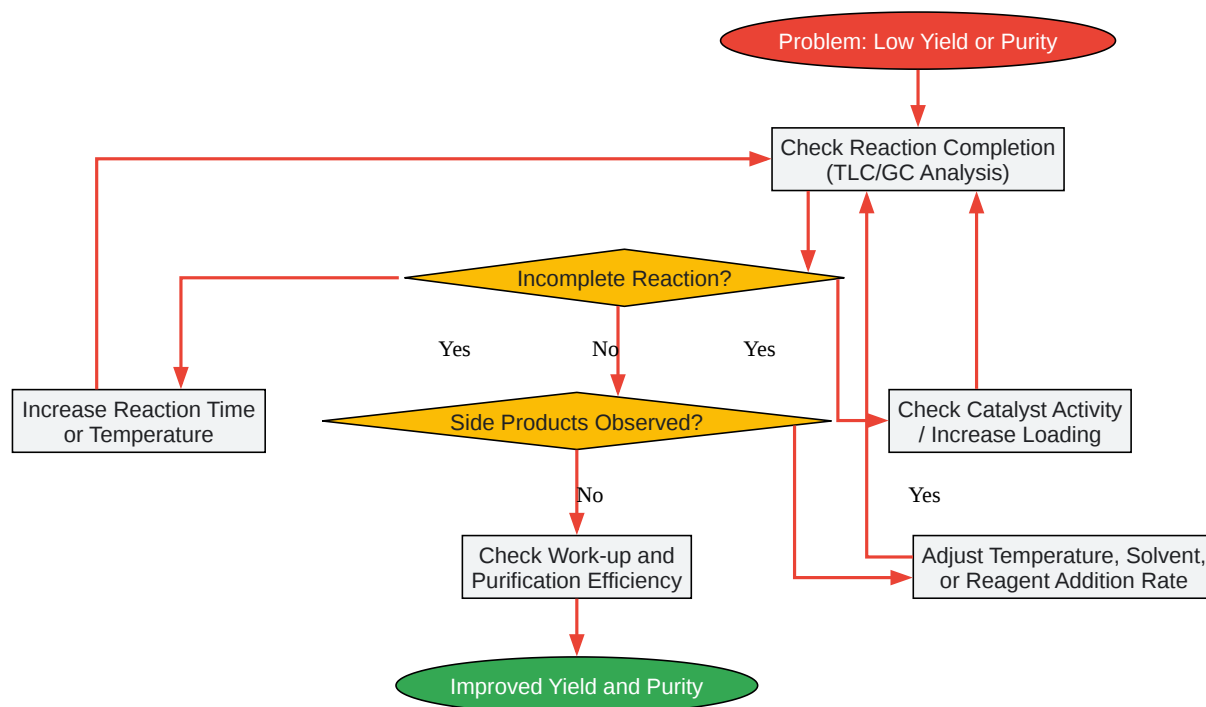 Problem: Low Yield or Purity
Check Reaction Completion
(TLC/GC Analysis)
Incomplete Reaction?
Yes
No
Yes
Increase Reaction Time
or Temperature
Side Products Observed?
Check Catalyst Activity
/ Increase Loading
No
Yes
Check Work-up and
Purification Efficiency
Adjust Temperature, Solvent,
or Reagent Addition Rate
Improved Yield and Purity